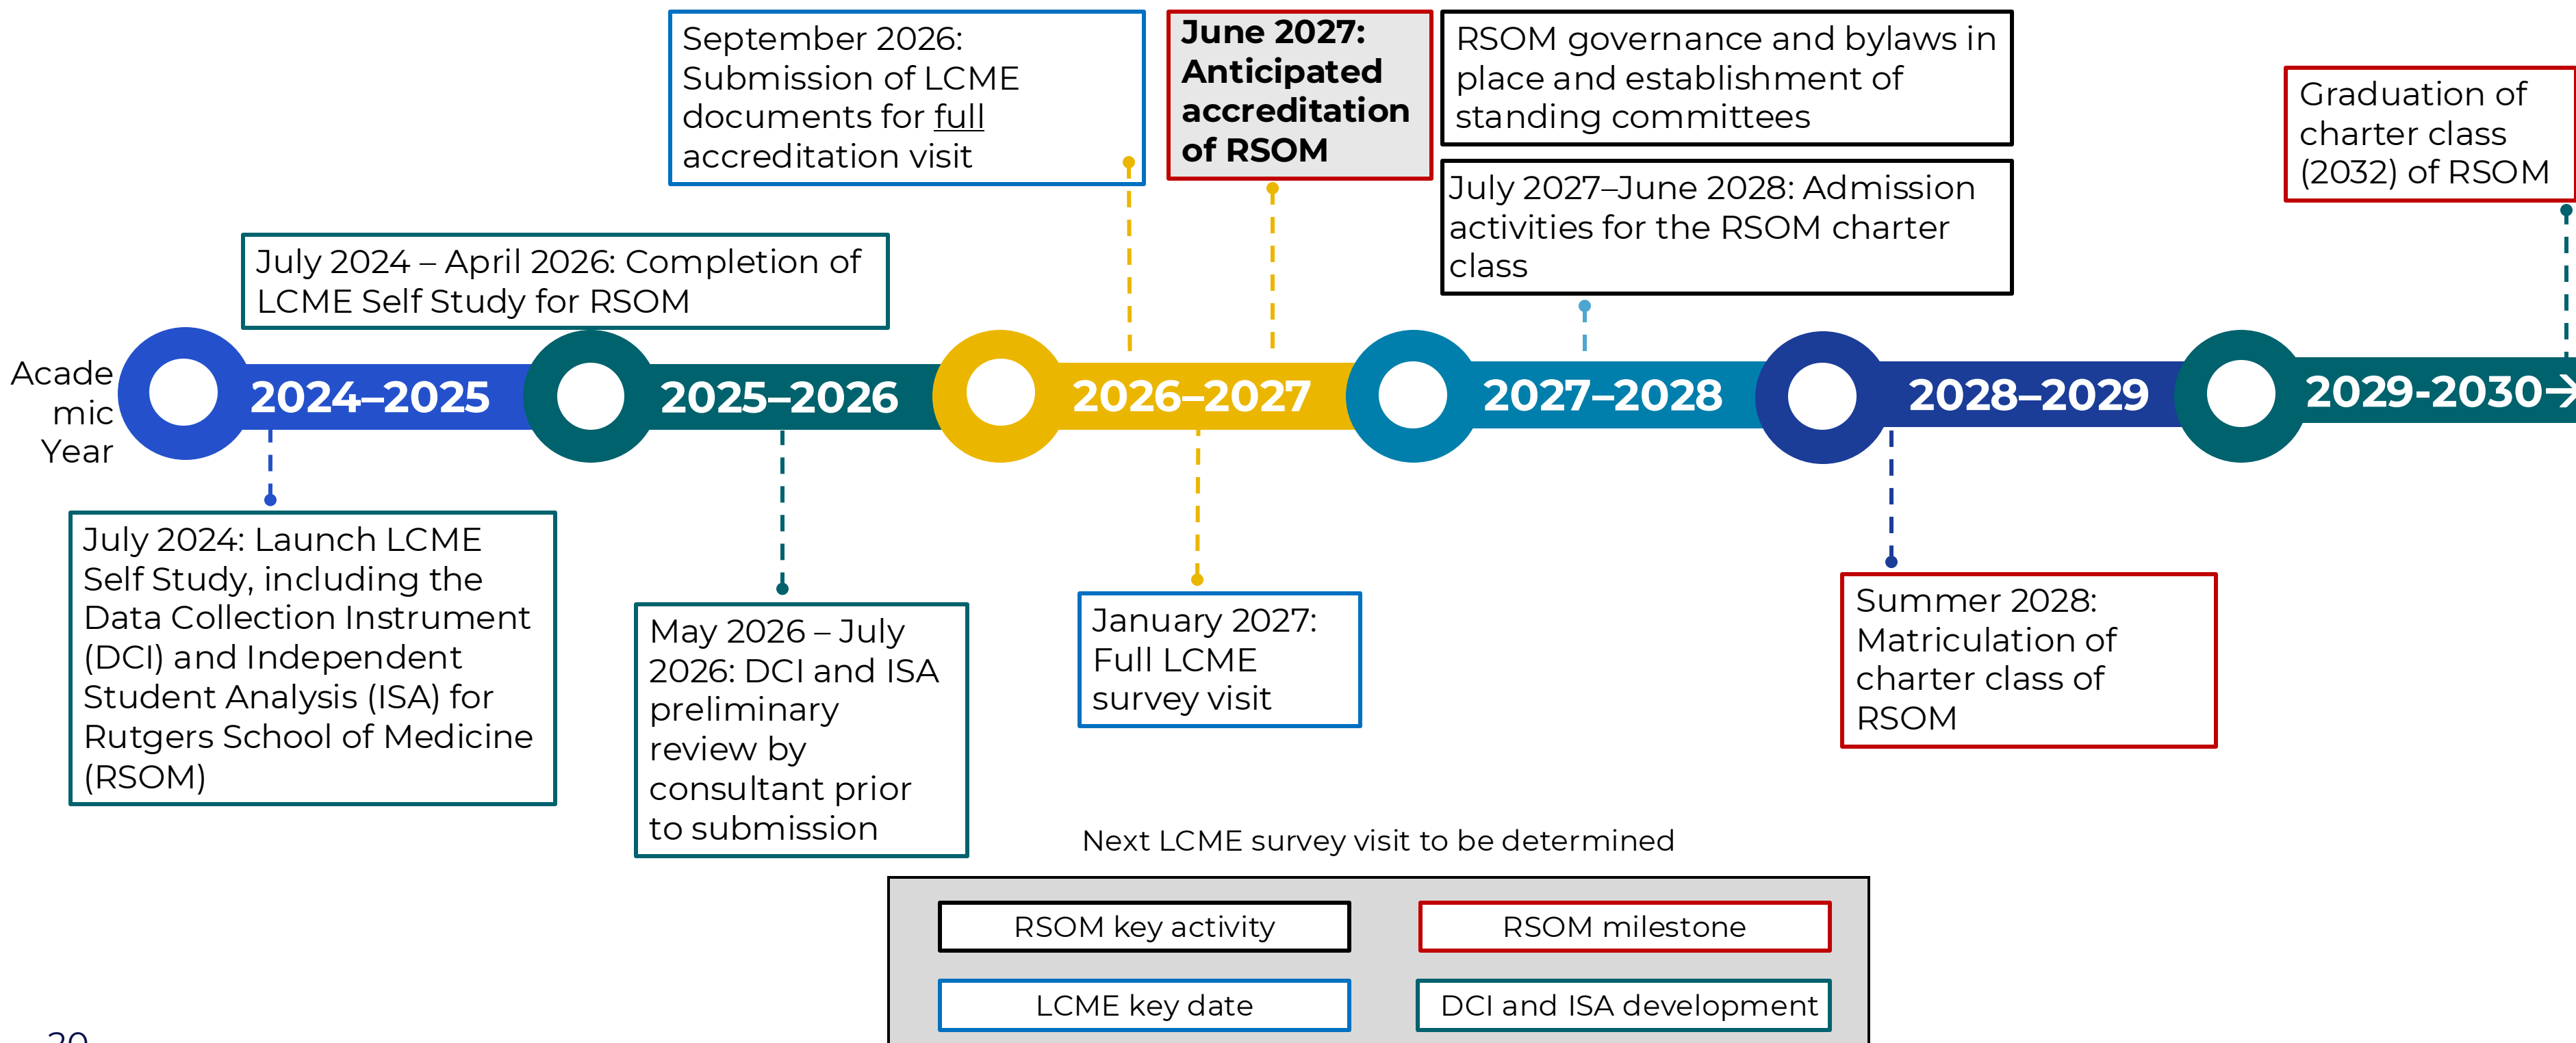 September 2026:
Submission of LCME
documents for full
accreditation visit
June 2027:
Anticipated
accreditation
of RSOM
RSOM governance and bylaws in
place and establishment of
standing committees
July 2027–June 2028: Admission
activities for the RSOM charter
class
Graduation of
charter class
(2032) of RSOM
July 2024 – April 2026: Completion of
LCME Self Study for RSOM
Acade
mic
Year
2024–2025
2025–2026
2026–2027
2027–2028
2028–2029
2029-2030→
July 2024: Launch LCME
Self Study, including the
Data Collection Instrument
(DCI) and Independent
Student Analysis (ISA) for
Rutgers School of Medicine
(RSOM)
May 2026 – July
2026: DCI and ISA
preliminary
review by
consultant prior
to submission
January 2027:
Full LCME
survey visit
Summer 2028:
Matriculation of
charter class of
RSOM
Next LCME survey visit to be determined
RSOM key activity
RSOM milestone
LCME key date
DCI and ISA development